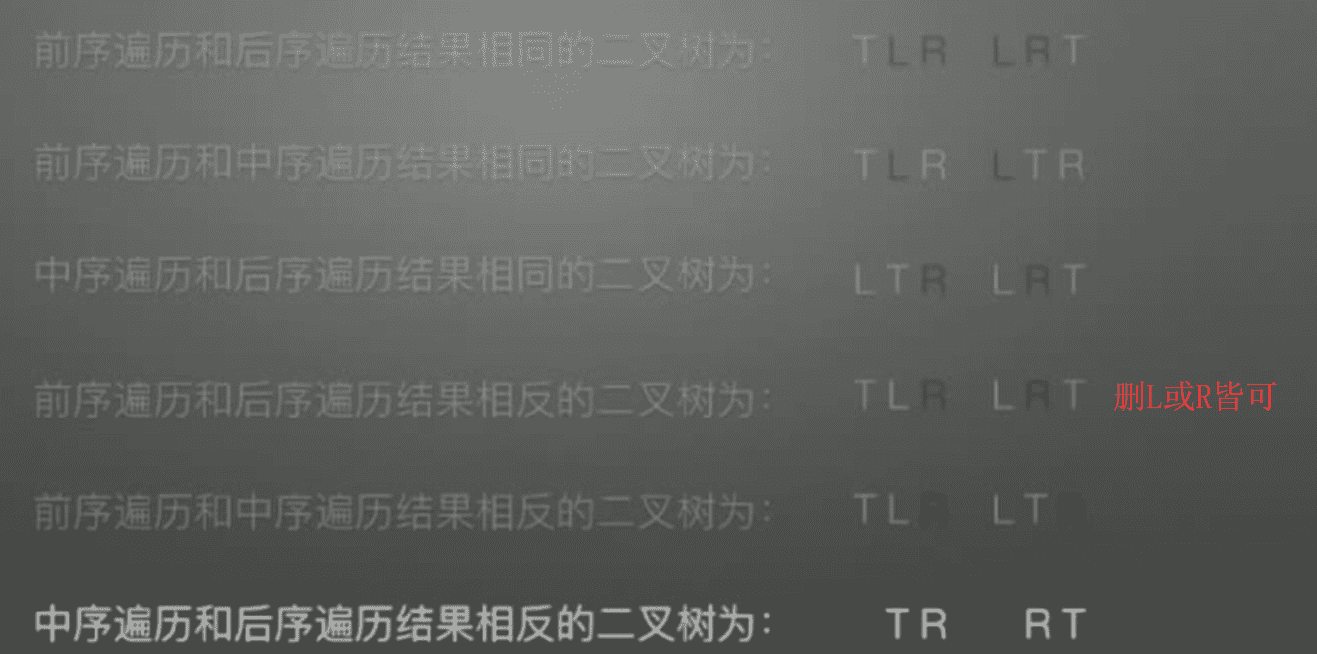 前序遍历和后序遍历结果相同的二叉树为： TLR LRT
前序遍历和中序遍历结果相同的二叉树为： TLR LTR
中序遍历和后序遍历结果相同的二叉树为： LTR LRT
前序遍历和后序遍历结果相反的二叉树为： TLR LRT 删L或R皆可
前序遍历和中序遍历结果相反的二叉树为： TL LT
中序遍历和后序遍历结果相反的二叉树为： TR RT